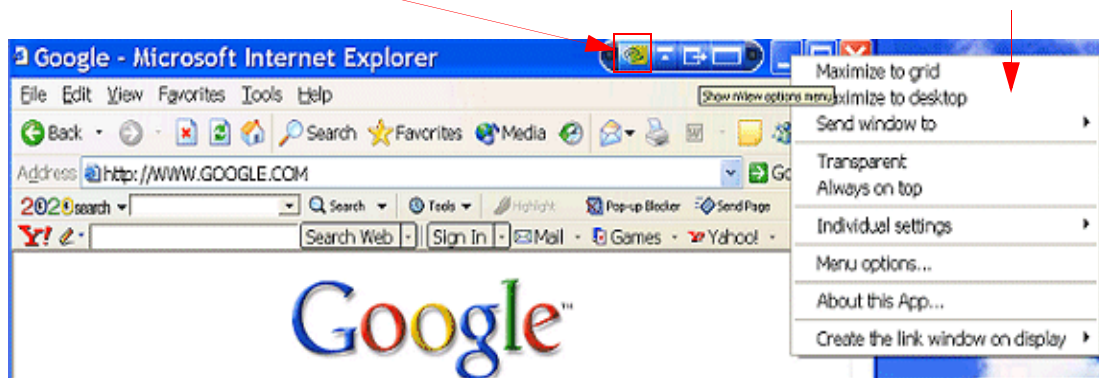 Google - Microsoft Internet Explorer
File Edit View Favorites Tools Help
Show nView options menu
Back Search Favorites Media
Address http://WWW.GOOGLE.COM
2020search Search Tools Highlight Pop-up Blocker Send Page
Y! Search Web Sign In Mail Games Yahoo!
Google™
Maximize to grid
aximize to desktop
Send window to
Transparent
Always on top
Individual settings
Menu options...
About this App...
Create the link window on display